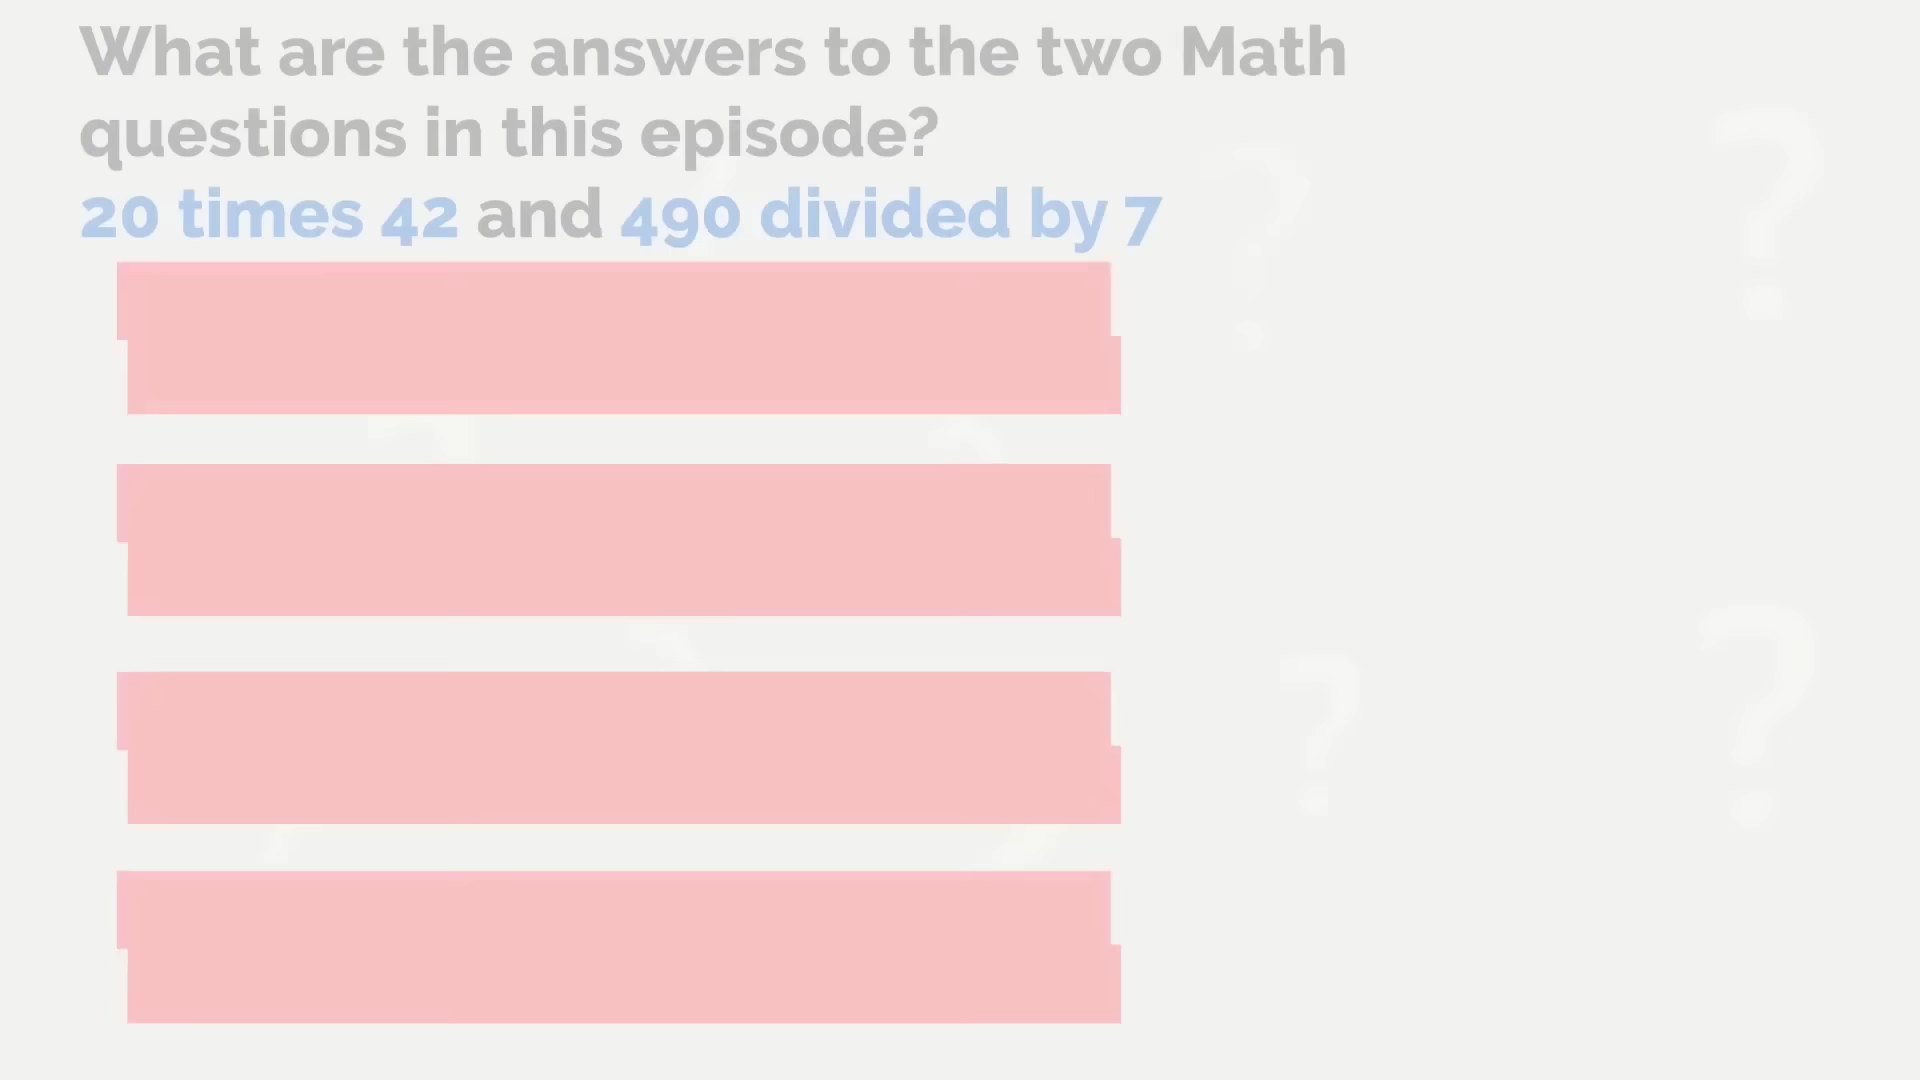 What are the answers to the two Math
questions in this episode?
20 times 42 and 490 divided by 7